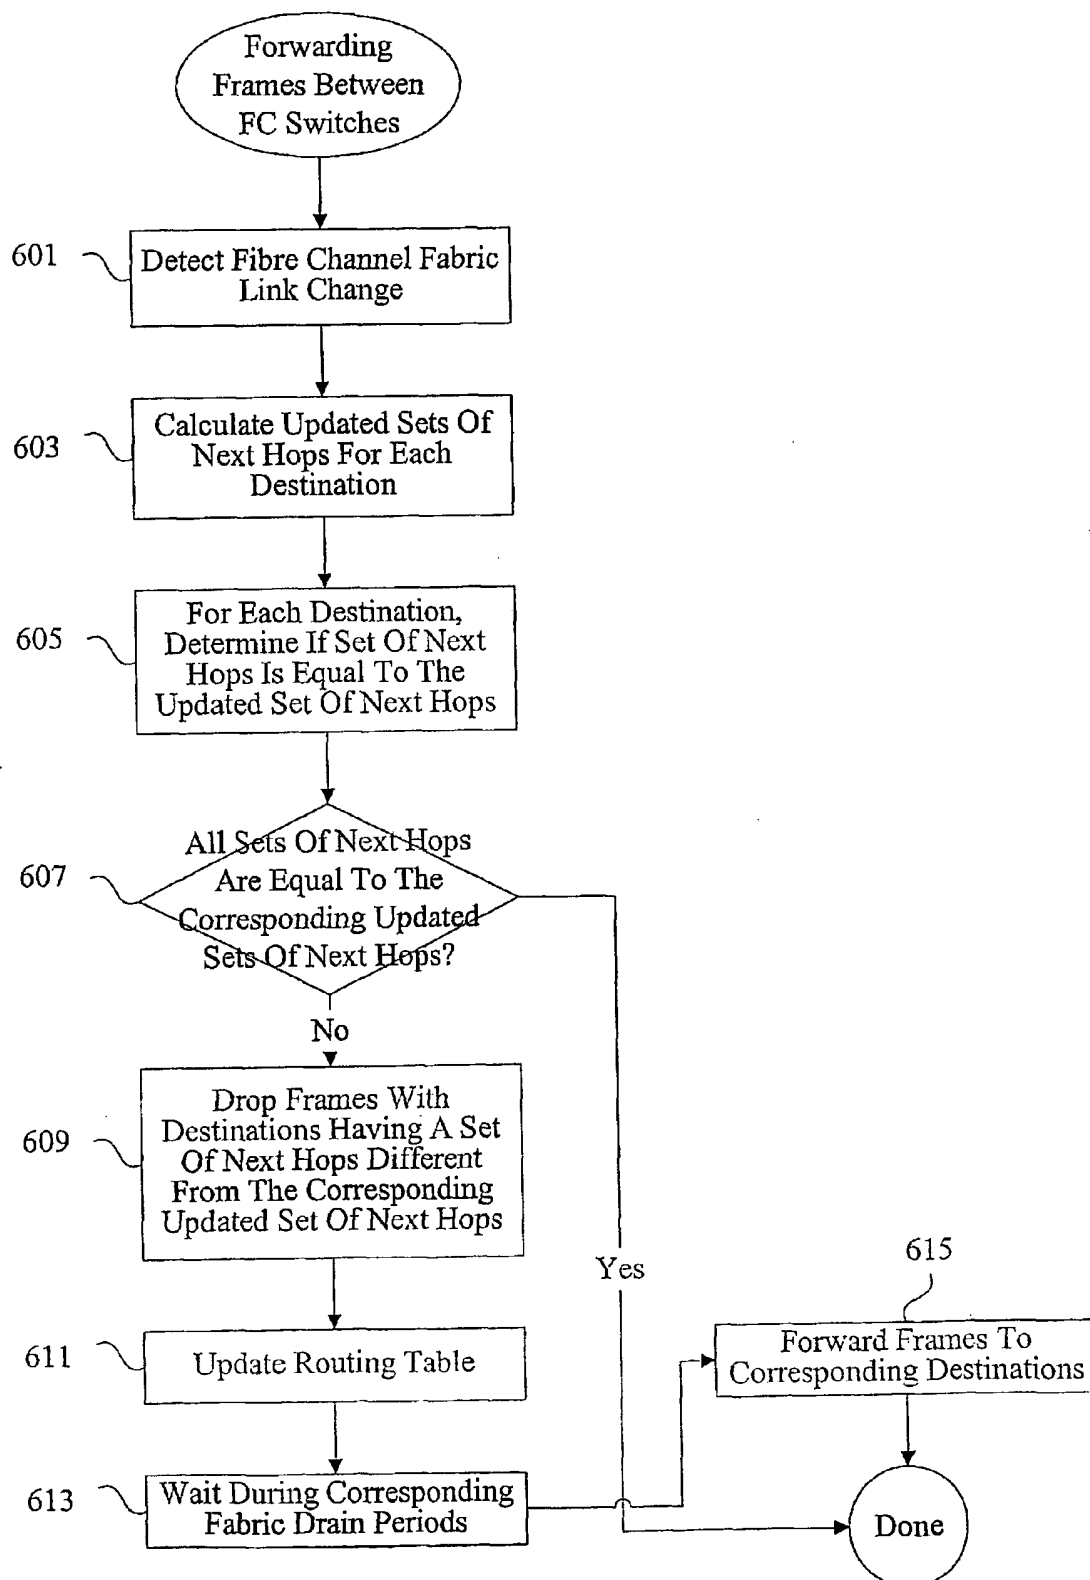 Forwarding
Frames Between
FC Switches
601
Detect Fibre Channel Fabric
Link Change
603
Calculate Updated Sets Of
Next Hops For Each
Destination
605
For Each Destination,
Determine If Set Of Next
Hops Is Equal To The
Updated Set Of Next Hops
607
All Sets Of Next Hops
Are Equal To The
Corresponding Updated
Sets Of Next Hops?
No
609
Drop Frames With
Destinations Having A Set
Of Next Hops Different
From The Corresponding
Updated Set Of Next Hops
Yes
611
Update Routing Table
613
Wait During Corresponding
Fabric Drain Periods
615
Forward Frames To
Corresponding Destinations
Done